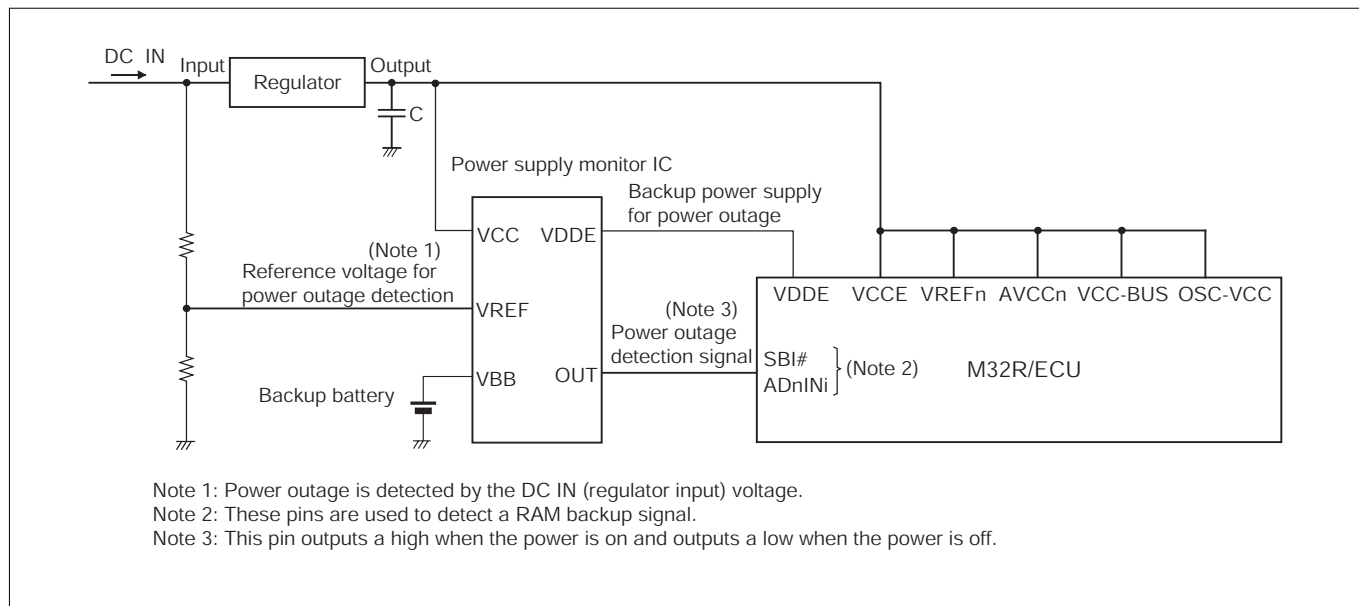 DC IN
Input
Regulator
Output
C
Power supply monitor IC
Backup power supply
for power outage
VCC
VDDE
(Note 1)
Reference voltage for
power outage detection
VREF
(Note 3)
Power outage
detection signal
VBB
OUT
Backup battery
VDDE
VCCE
VREFn
AVCCn
VCC-BUS
OSC-VCC
SBI#
ADnINi
(Note 2)
M32R/ECU
Note 1: Power outage is detected by the DC IN (regulator input) voltage.
Note 2: These pins are used to detect a RAM backup signal.
Note 3: This pin outputs a high when the power is on and outputs a low when the power is off.